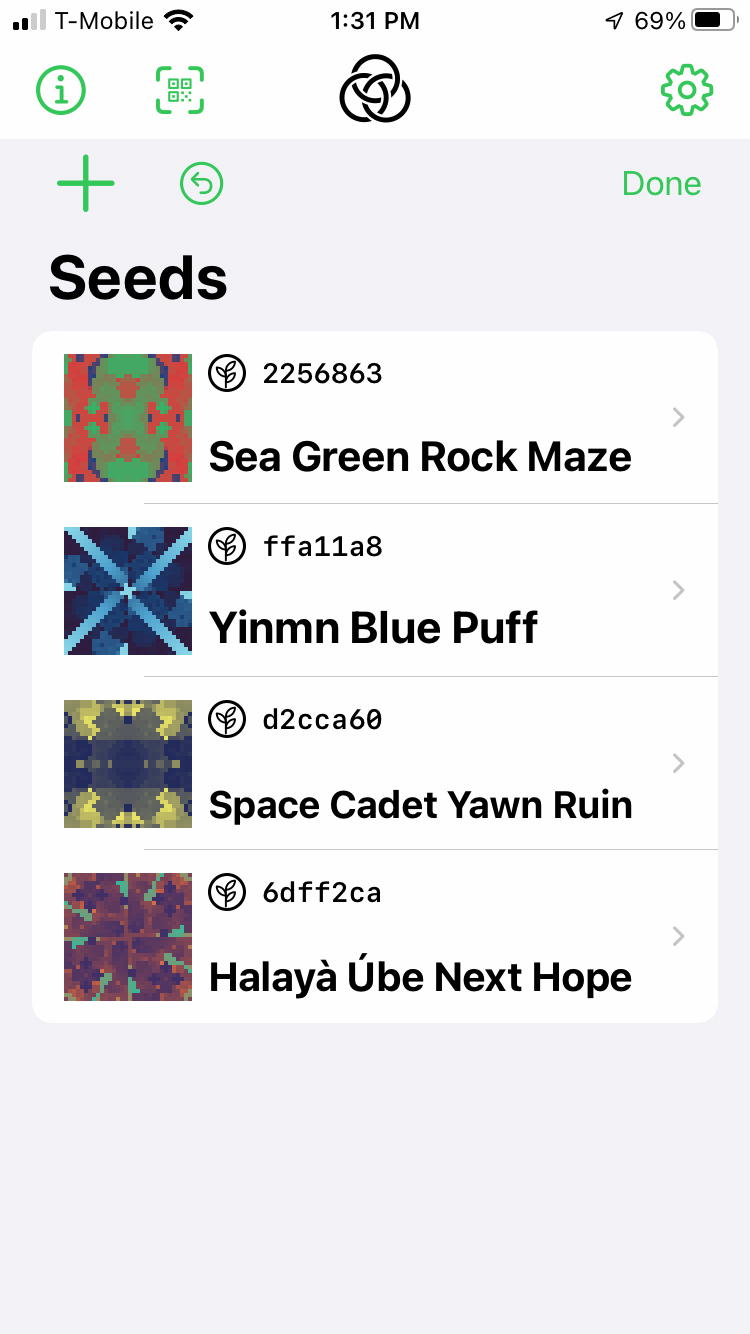 T-Mobile 1:31 PM 69%
Done
Seeds
2256863
Sea Green Rock Maze
ffa11a8
Yinmn Blue Puff
d2cca60
Space Cadet Yawn Ruin
6dff2ca
Halayà Úbe Next Hope